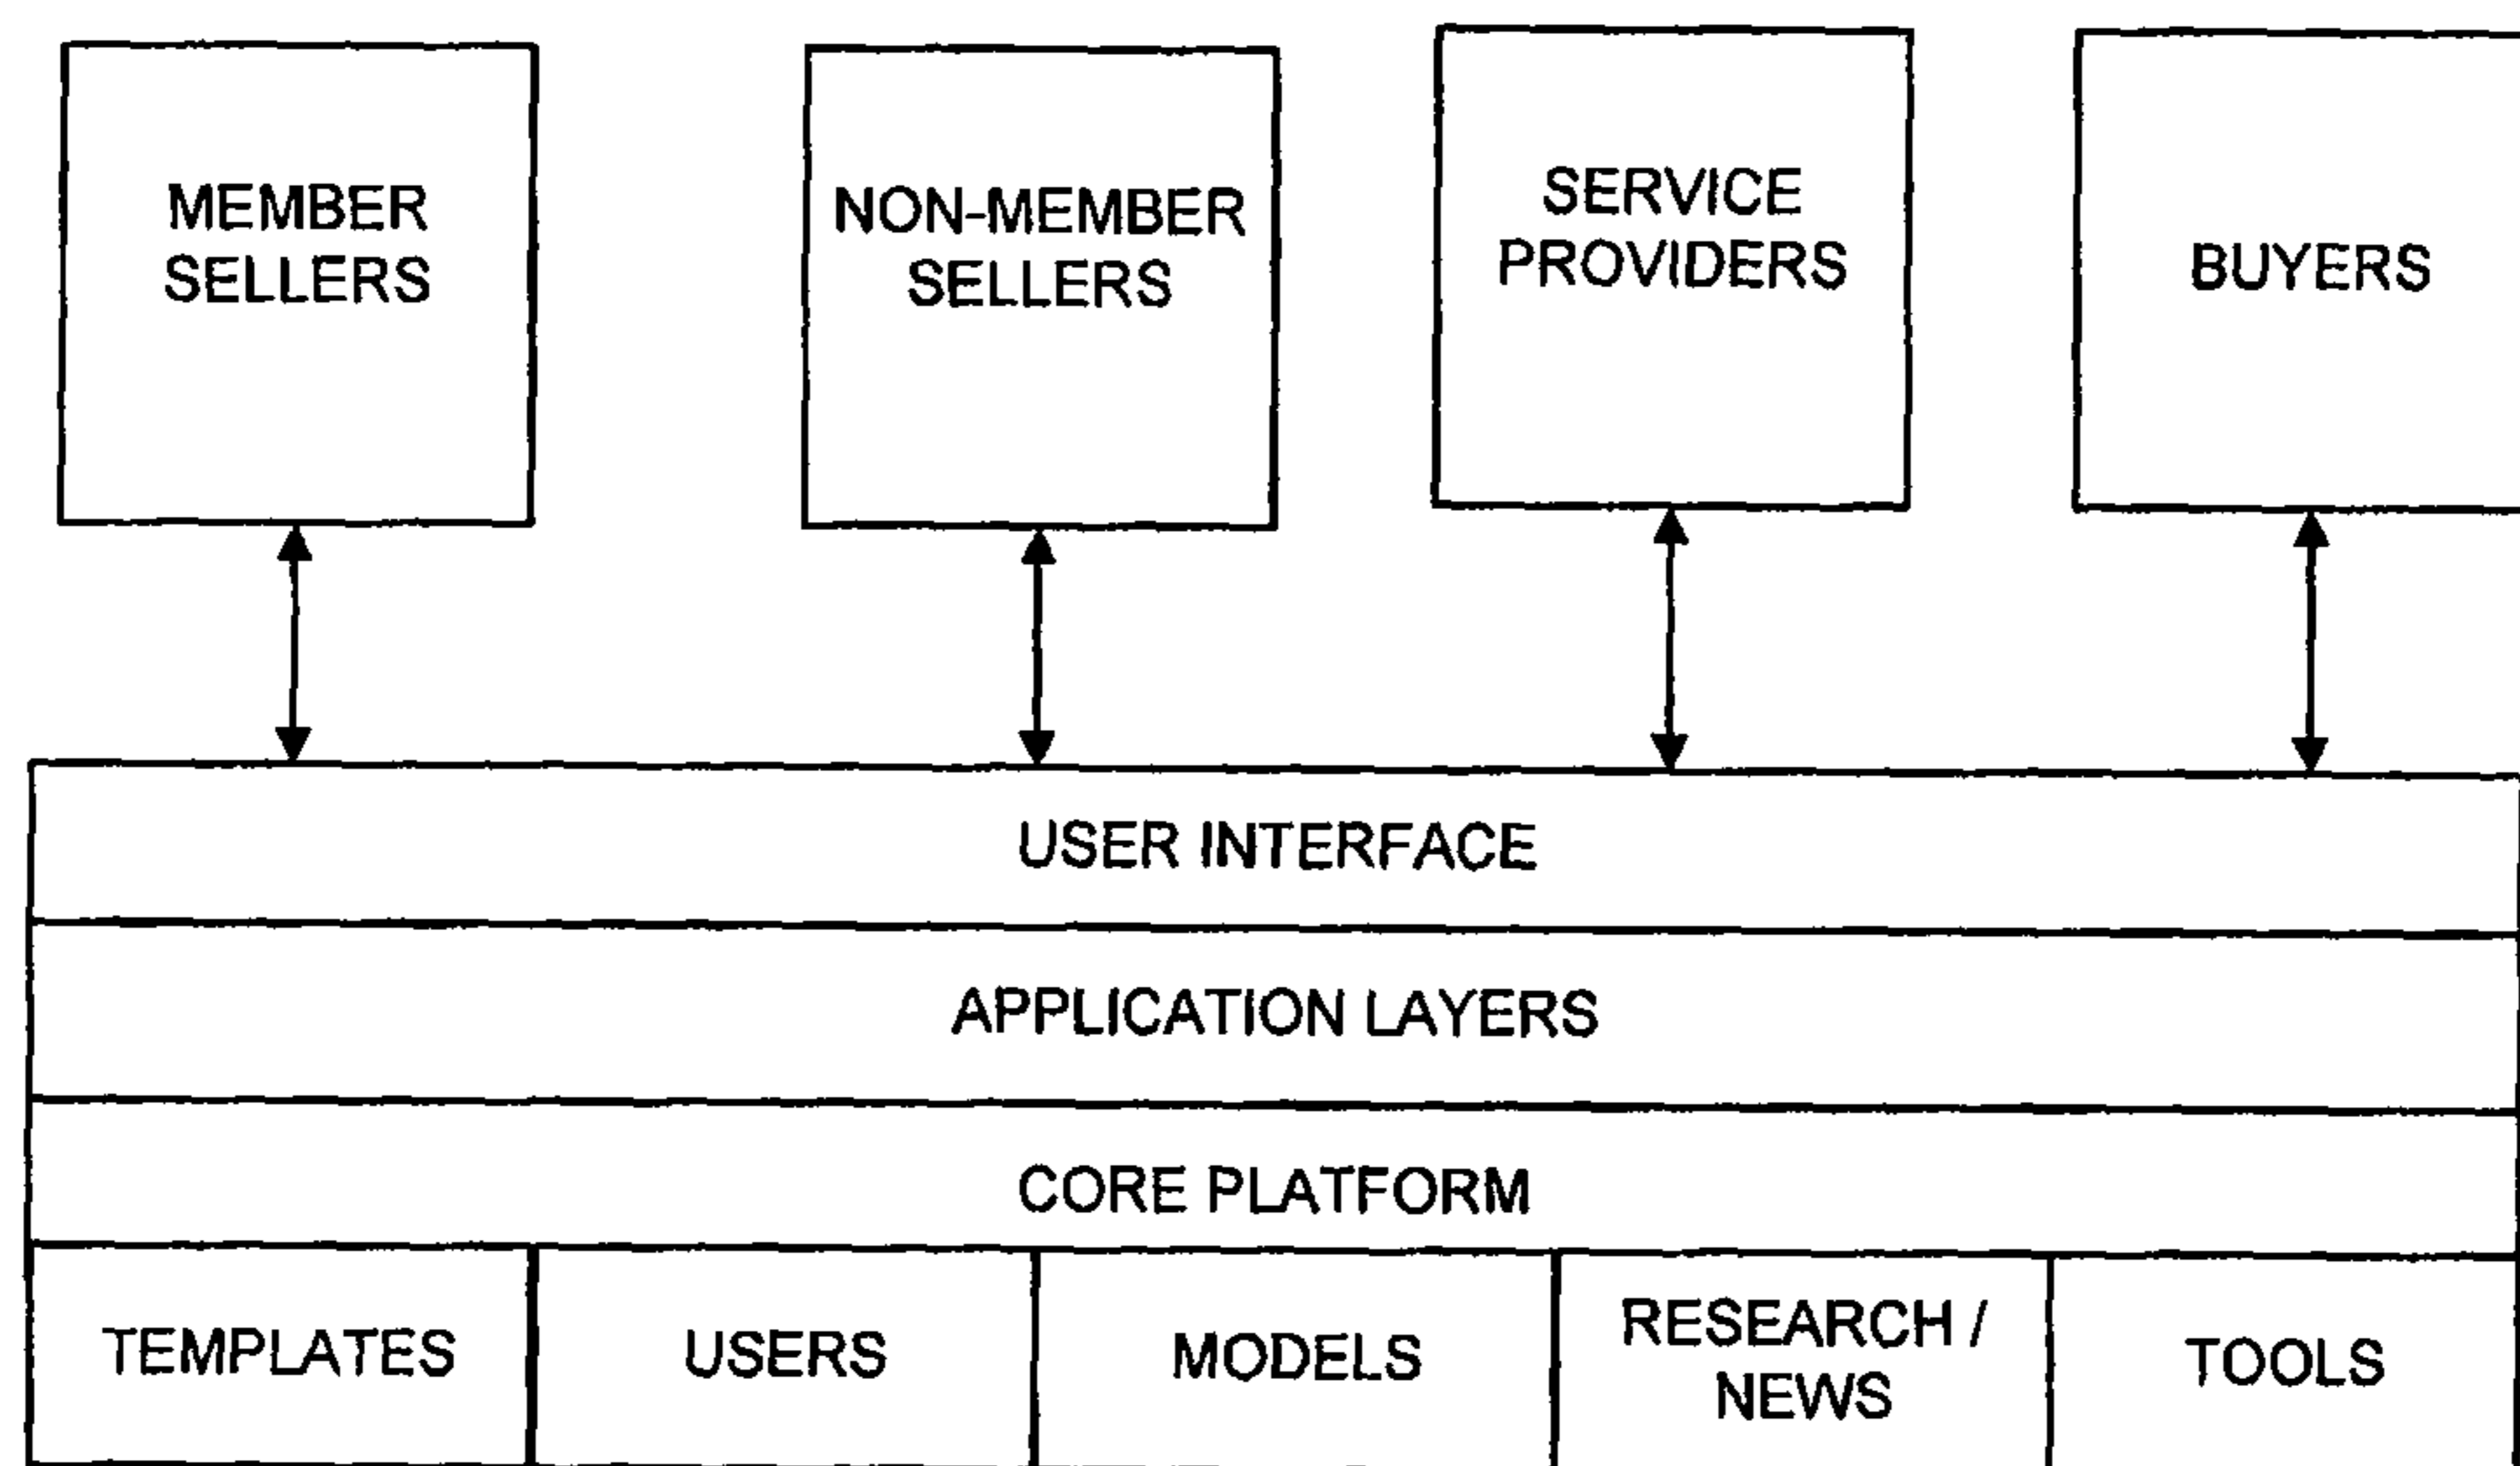 MEMBER
SELLERS
NON-MEMBER
SELLERS
SERVICE
PROVIDERS
BUYERS
USER INTERFACE
APPLICATION LAYERS
CORE PLATFORM
TEMPLATES
USERS
MODELS
RESEARCH /
NEWS
TOOLS